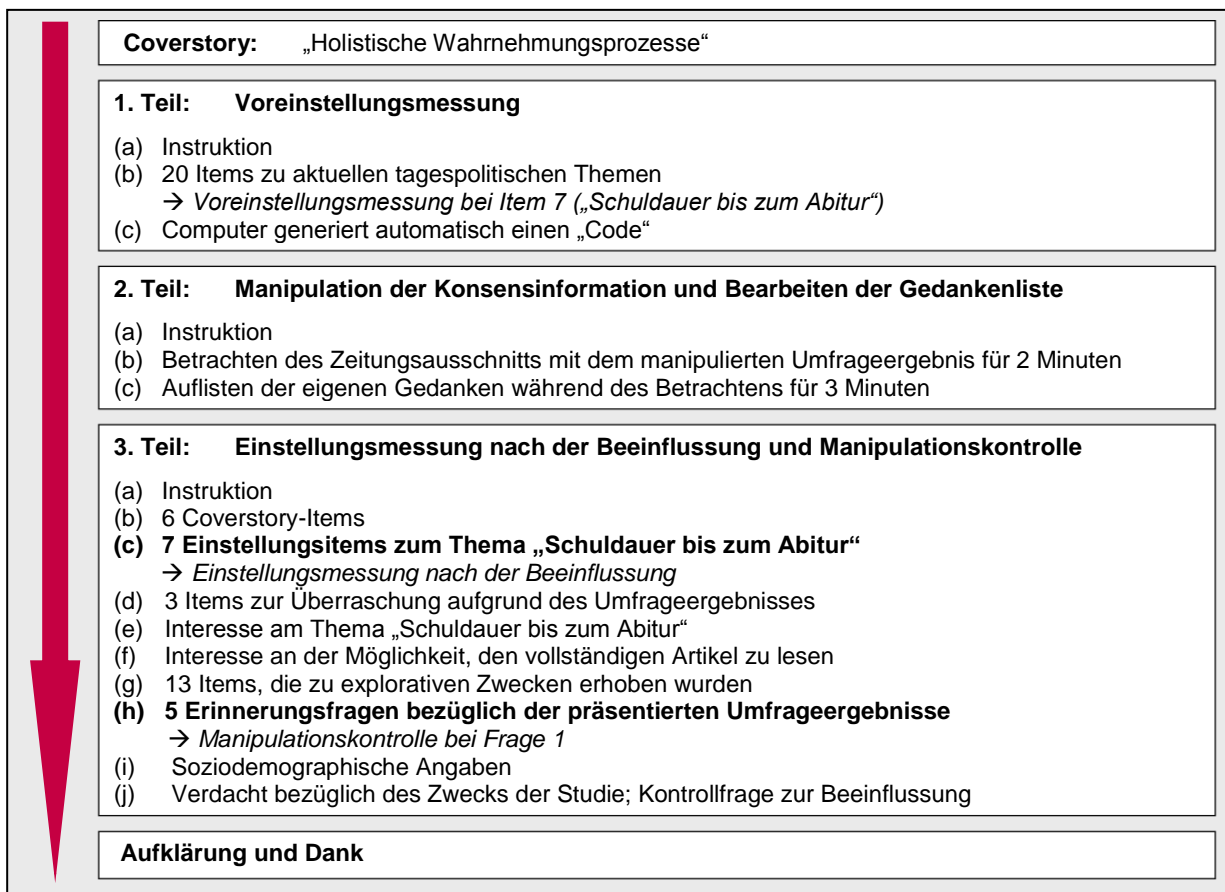 Coverstory: „Holistische Wahrnehmungsprozesse“
1. Teil: Voreinstellungsmessung
(a) Instruktion
(b) 20 Items zu aktuellen tagespolitischen Themen
→ Voreinstellungsmessung bei Item 7 („Schuldauer bis zum Abitur“)
(c) Computer generiert automatisch einen „Code“
2. Teil: Manipulation der Konsensinformation und Bearbeiten der Gedankenliste
(a) Instruktion
(b) Betrachten des Zeitungsausschnitts mit dem manipulierten Umfrageergebnis für 2 Minuten
(c) Auflisten der eigenen Gedanken während des Betrachtens für 3 Minuten
3. Teil: Einstellungsmessung nach der Beeinflussung und Manipulationskontrolle
(a) Instruktion
(b) 6 Coverstory-Items
(c) 7 Einstellungsitems zum Thema „Schuldauer bis zum Abitur“
→ Einstellungsmessung nach der Beeinflussung
(d) 3 Items zur Überraschung aufgrund des Umfrageergebnisses
(e) Interesse am Thema „Schuldauer bis zum Abitur“
(f) Interesse an der Möglichkeit, den vollständigen Artikel zu lesen
(g) 13 Items, die zu explorativen Zwecken erhoben wurden
(h) 5 Erinnerungsfragen bezüglich der präsentierten Umfrageergebnisse
→ Manipulationskontrolle bei Frage 1
(i) Soziodemographische Angaben
(j) Verdacht bezüglich des Zwecks der Studie; Kontrollfrage zur Beeinflussung
Aufklärung und Dank